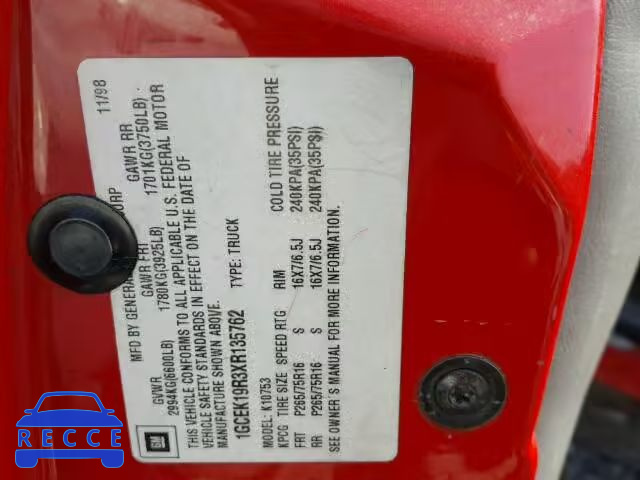 MFD BY GENERAL CORP 11/98
GVWR GAWR FRT GAWR RR
2994KG(6600LB) 1780KG(3925LB) 1701KG(3750LB)
THIS VEHICLE CONFORMS TO ALL APPLICABLE U.S. FEDERAL MOTOR
VEHICLE SAFETY STANDARDS IN EFFECT ON THE DATE OF
MANUFACTURE SHOWN ABOVE.
1GCEK19R3XR135762 TYPE: TRUCK
MODEL: K10753
KPCG TIRE SIZE SPEED RTG RIM COLD TIRE PRESSURE
FRT P265/75R16 S 16X7/6.5J 240KPA(35PSI)
RR P265/75R16 S 16X7/6.5J 240KPA(35PSI)
SEE OWNER'S MANUAL FOR MORE INFORMATION.
GM